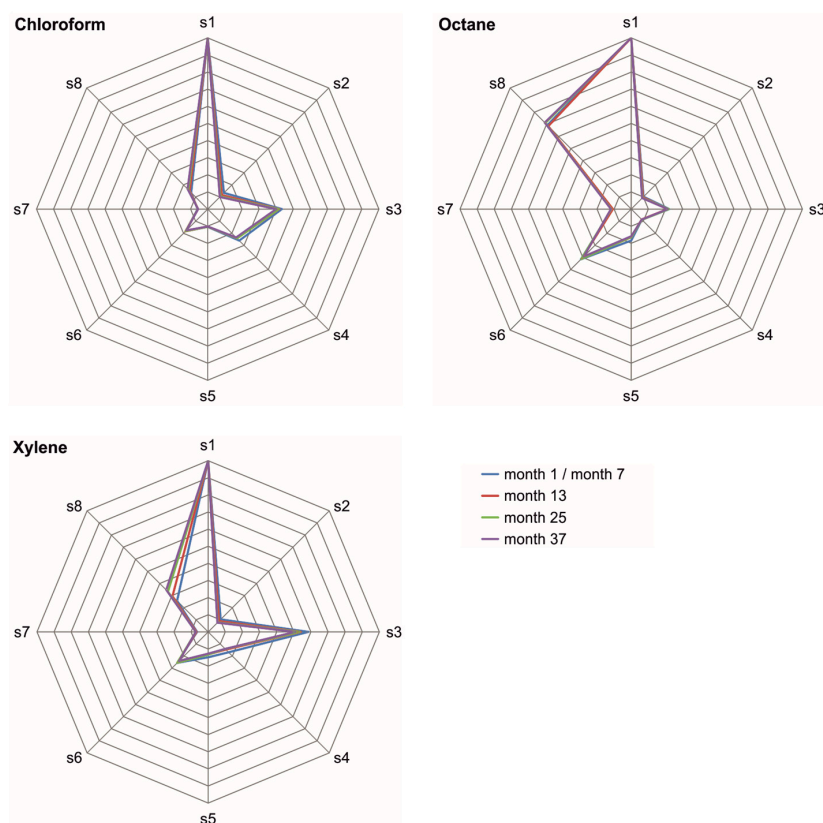 Chloroform
s1
s2
s3
s4
s5
s6
s7
s8
Octane
s1
s2
s3
s4
s5
s6
s7
s8
Xylene
s1
s2
s3
s4
s5
s6
s7
s8
month 1 / month 7
month 13
month 25
month 37